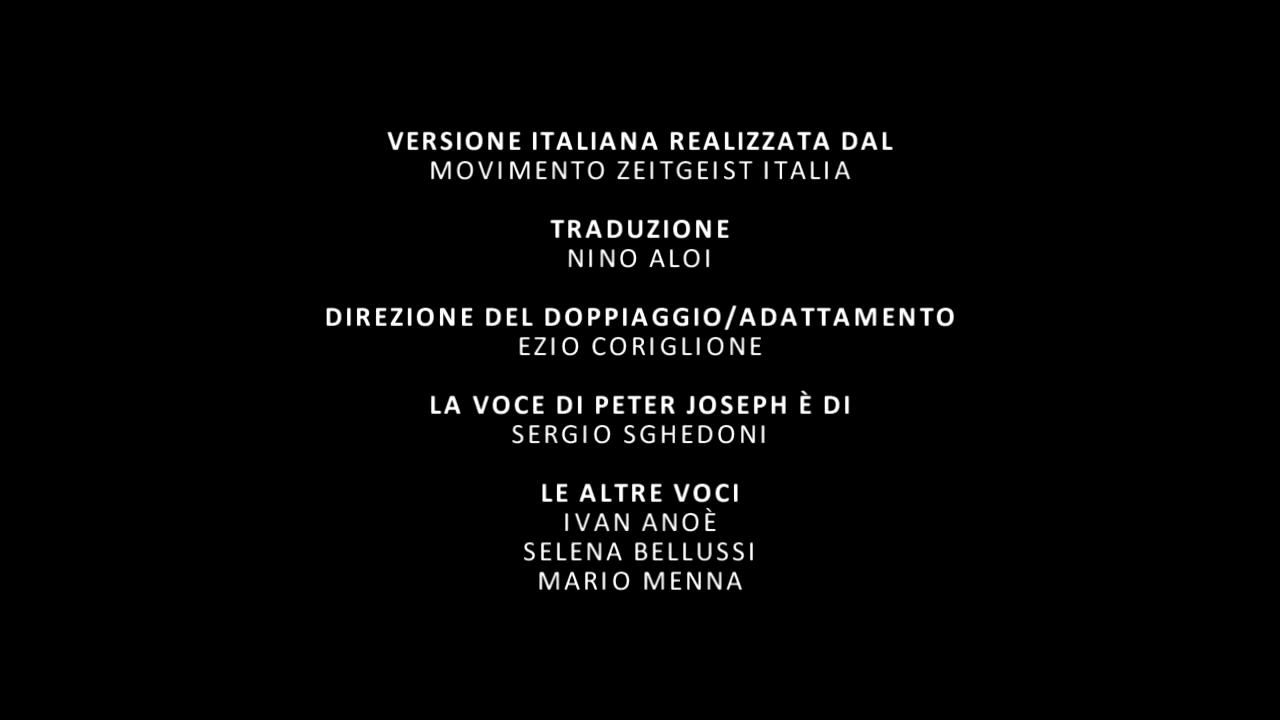 VERSIONE ITALIANA REALIZZATA DAL
MOVIMENTO ZEITGEIST ITALIA
TRADUZIONE
NINO ALOI
DIREZIONE DEL DOPPIAGGIO/ADATTAMENTO
EZIO CORIGLIONE
LA VOCE DI PETER JOSEPH È DI
SERGIO SGHEDONI
LE ALTRE VOCI
IVAN ANOÈ
SELENA BELLUSSI
MARIO MENNA